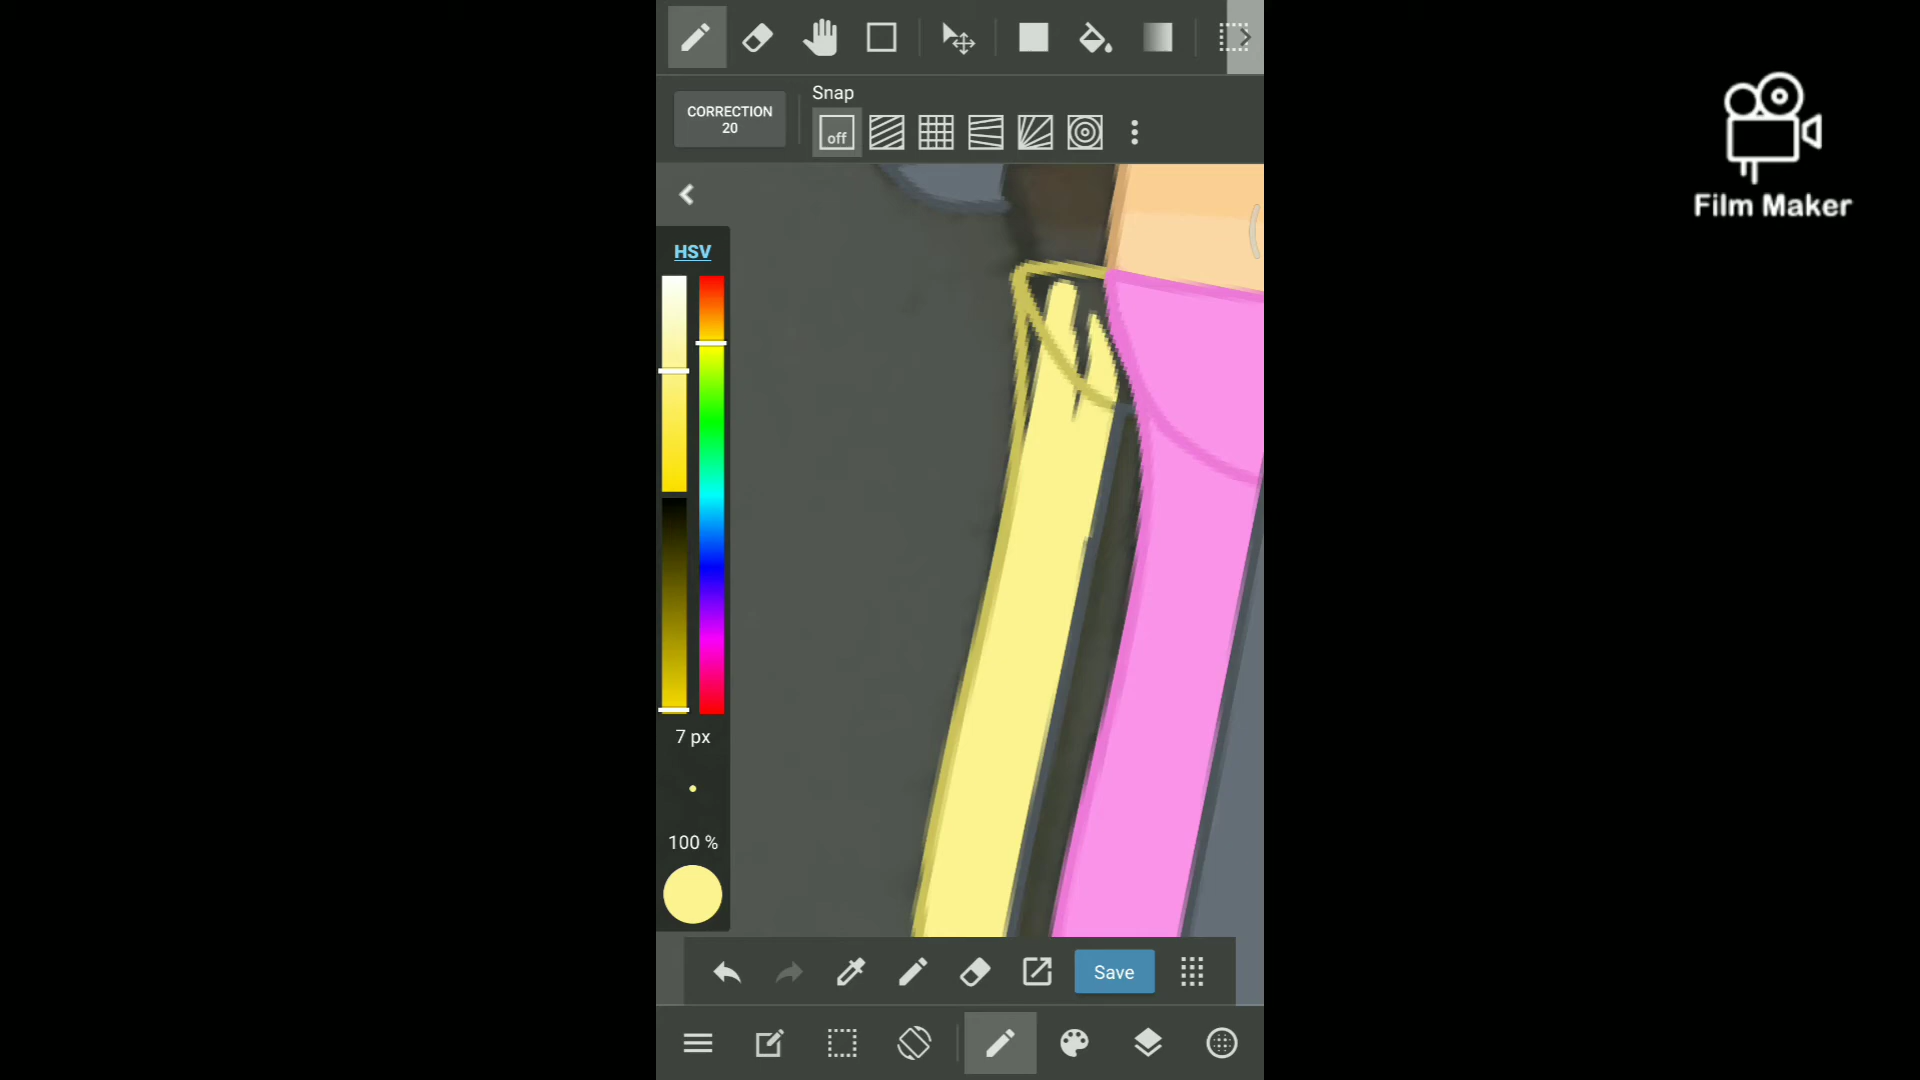 CORRECTION
20
Snap
off
HSV
7 px
100 %
Save
Film Maker